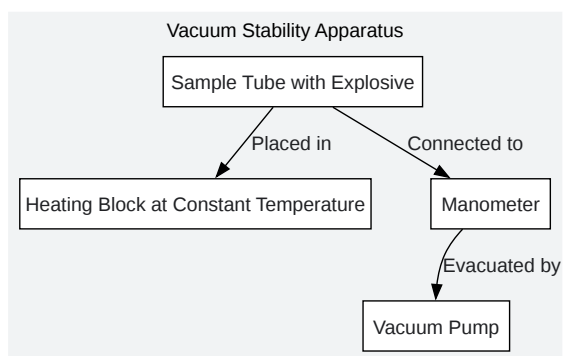 Vacuum Stability Apparatus
Sample Tube with Explosive
Placed in
Connected to
Heating Block at Constant Temperature
Manometer
Evacuated by
Vacuum Pump